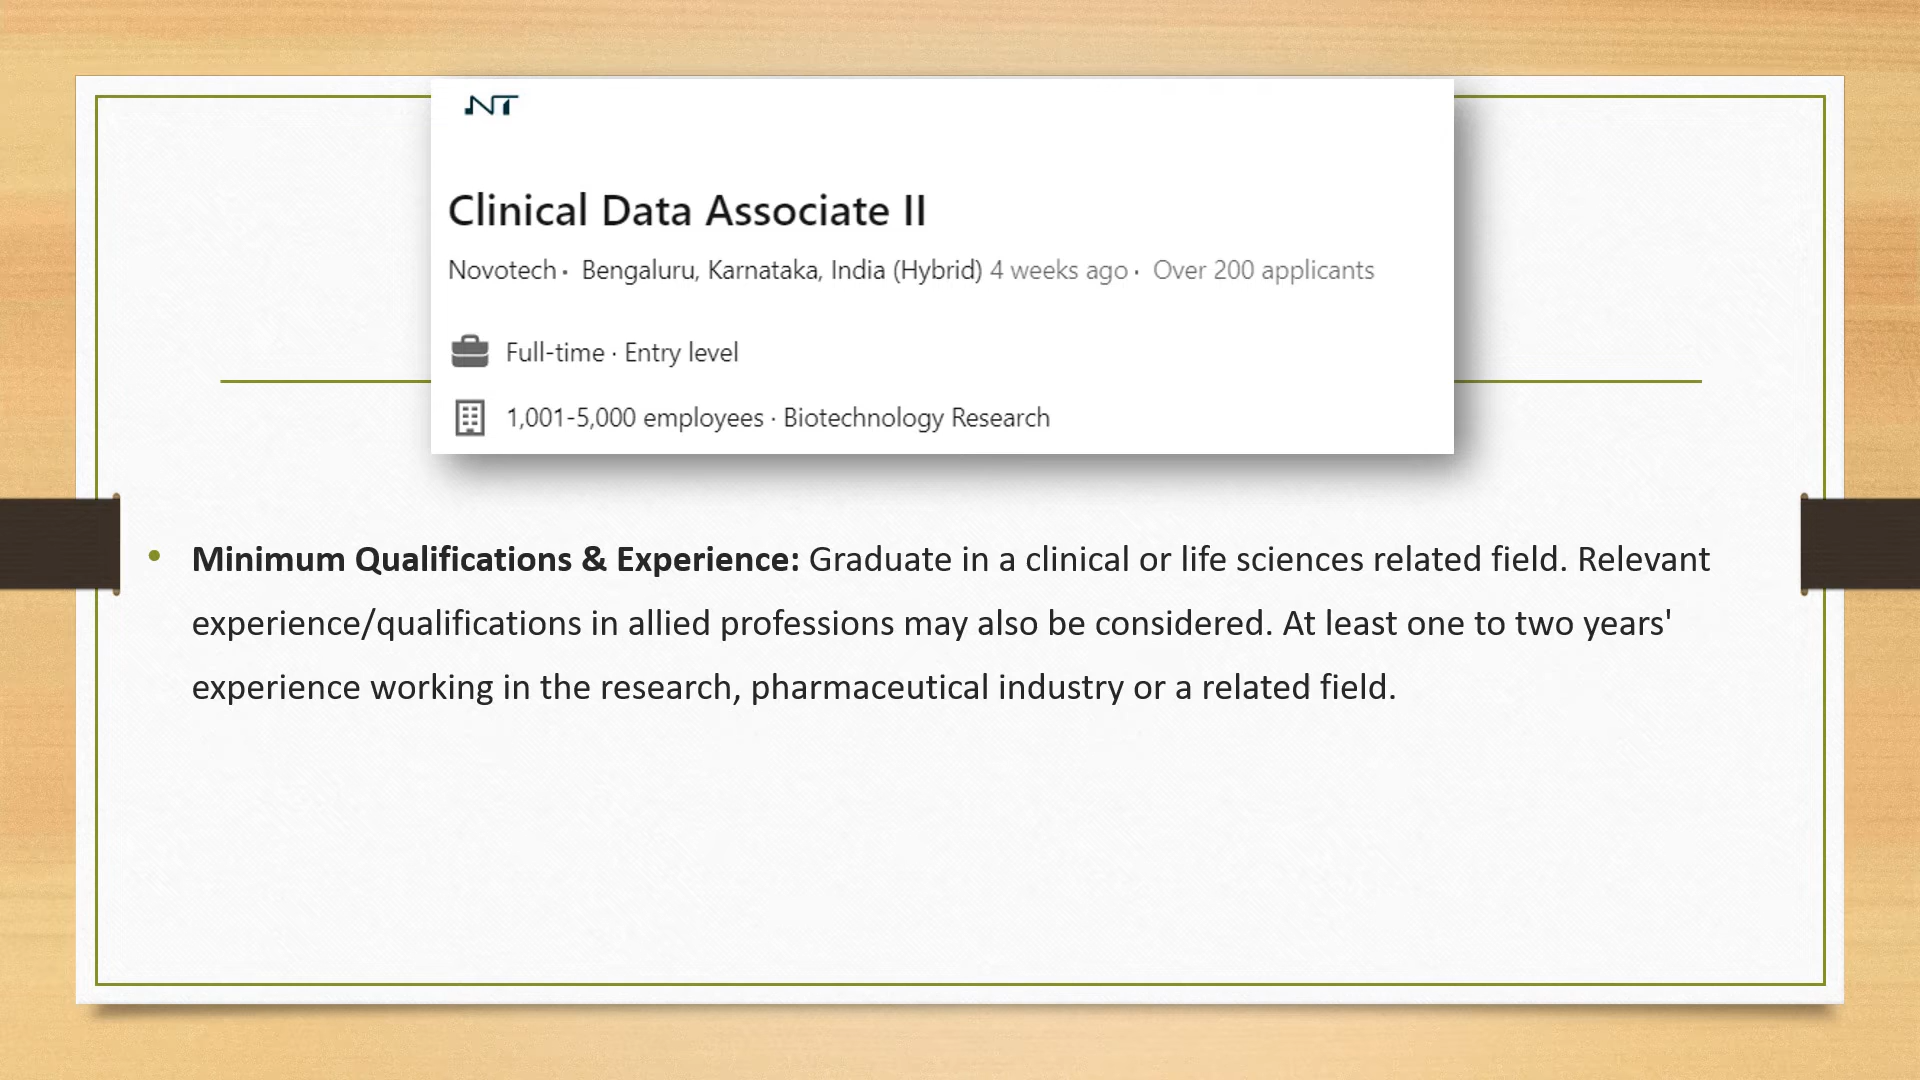 NT
Clinical Data Associate II
Novotech · Bengaluru, Karnataka, India (Hybrid) 4 weeks ago · Over 200 applicants
Full-time · Entry level
1,001-5,000 employees · Biotechnology Research
• Minimum Qualifications & Experience: Graduate in a clinical or life sciences related field. Relevant
experience/qualifications in allied professions may also be considered. At least one to two years'
experience working in the research, pharmaceutical industry or a related field.